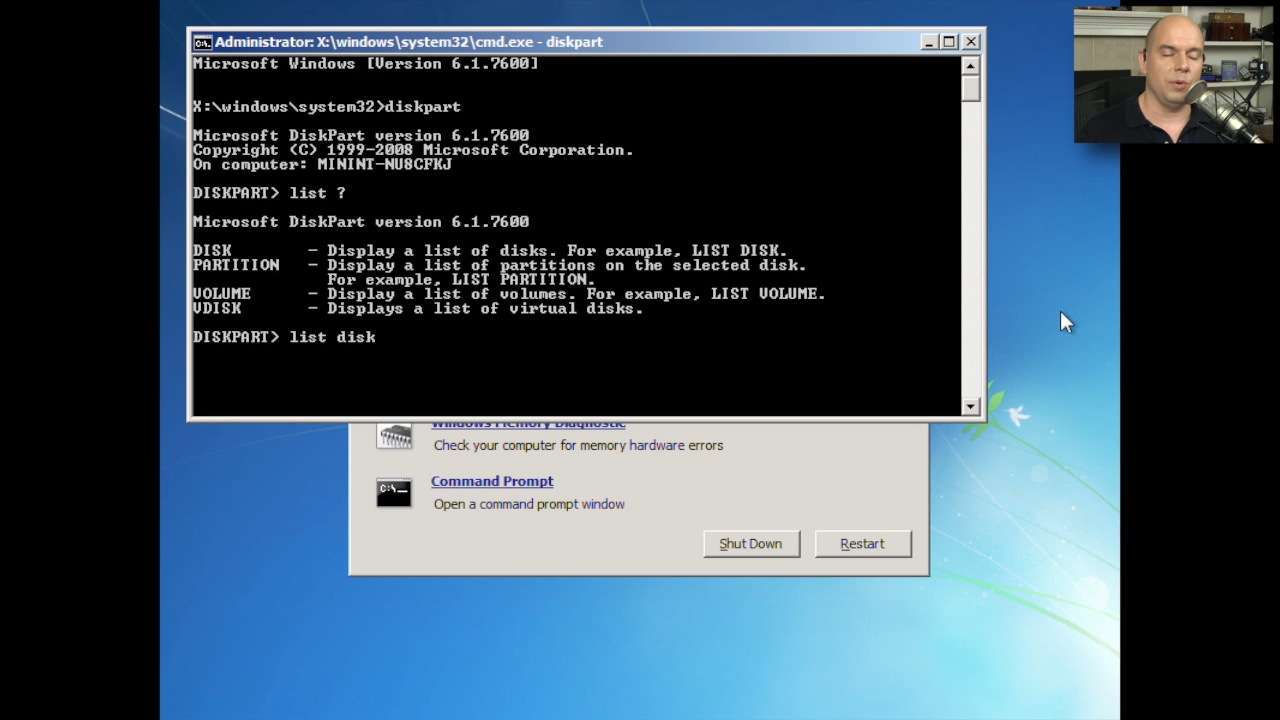 Administrator: X:\windows\system32\cmd.exe - diskpart
Microsoft Windows [Version 6.1.7600]
X:\windows\system32>diskpart
Microsoft DiskPart version 6.1.7600
Copyright (C) 1999-2008 Microsoft Corporation.
On computer: MININT-NU8CFKJ
DISKPART> list ?
Microsoft DiskPart version 6.1.7600
DISK - Display a list of disks. For example, LIST DISK.
PARTITION - Display a list of partitions on the selected disk.
For example, LIST PARTITION.
VOLUME - Display a list of volumes. For example, LIST VOLUME.
VDISK - Displays a list of virtual disks.
DISKPART> list disk
Windows Memory Diagnostic
Check your computer for memory hardware errors
C:\_
Command Prompt
Open a command prompt window
Shut Down
Restart